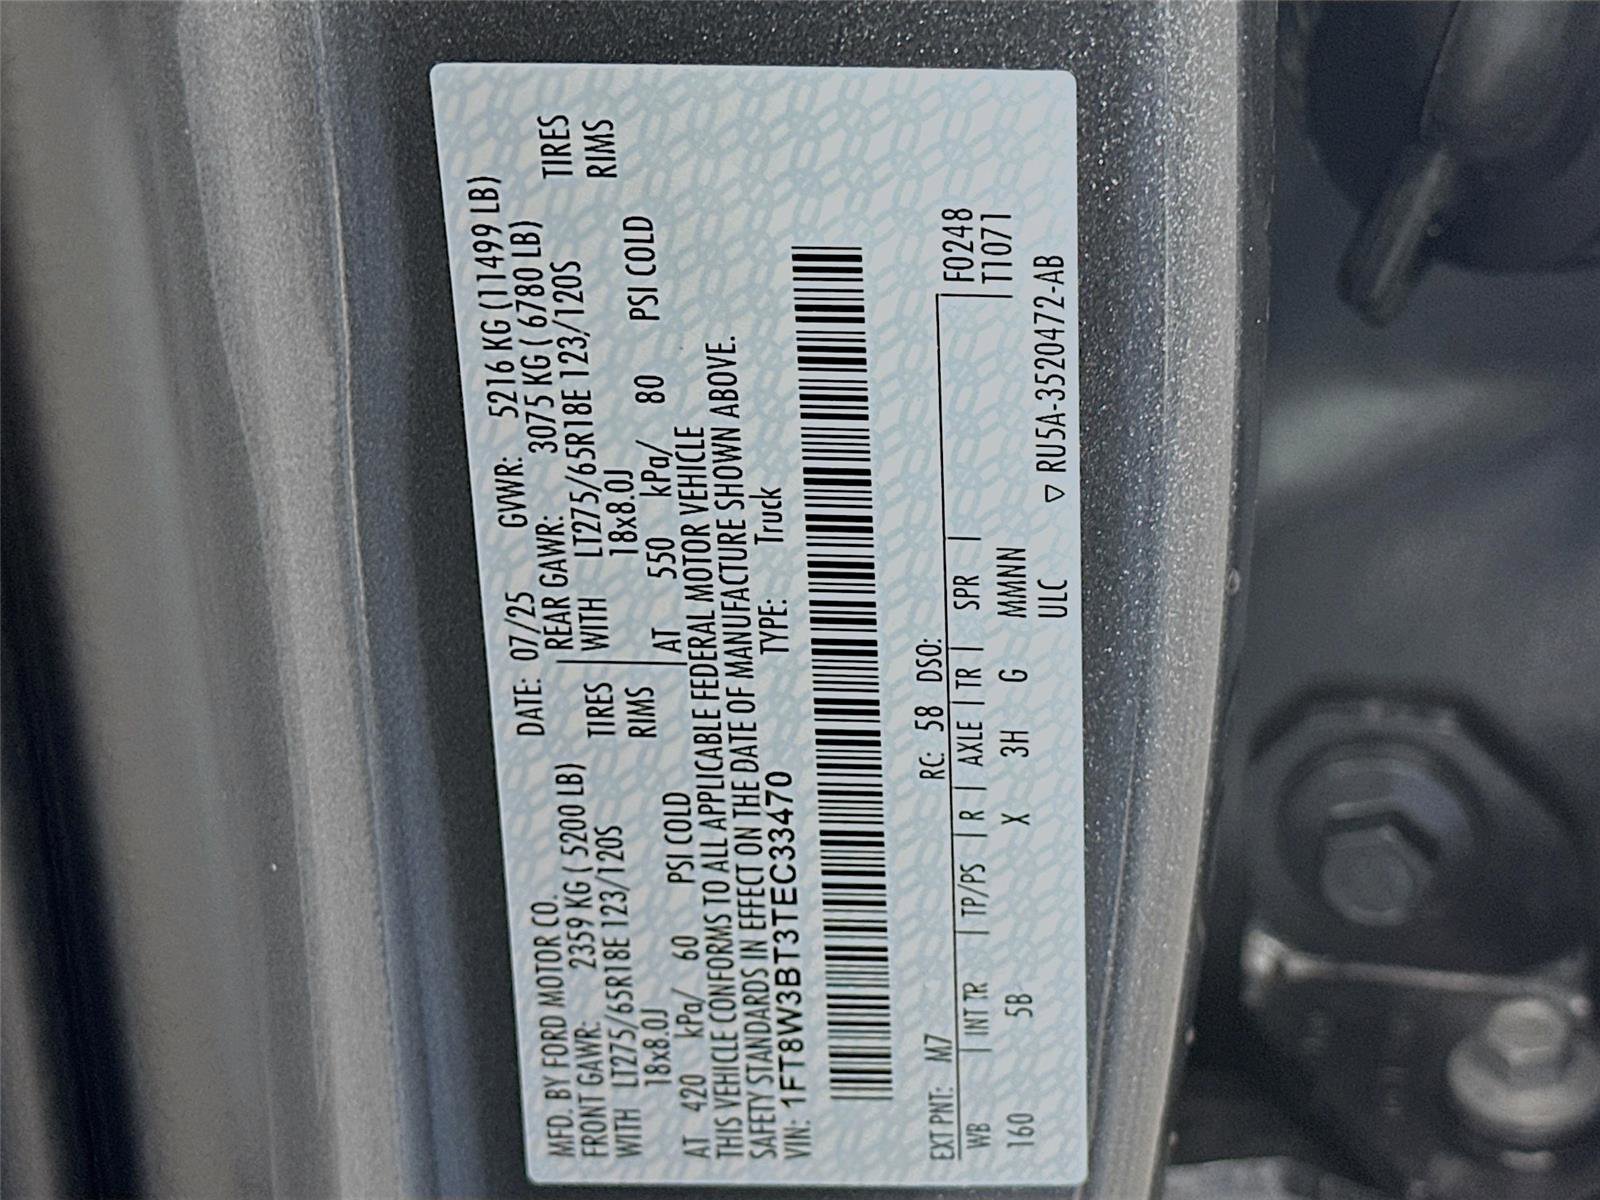 MFD. BY FORD MOTOR CO. DATE: 07/25 GVWR: 5216 KG (11499 LB)
FRONT GAWR: 2359 KG ( 5200 LB) REAR GAWR: 3075 KG ( 6780 LB)
WITH LT275/65R18E 123/120S TIRES WITH LT275/65R18E 123/120S TIRES
18x8.0J RIMS 18x8.0J RIMS
AT 420 kPa/ 60 PSI COLD AT 550 kPa/ 80 PSI COLD
THIS VEHICLE CONFORMS TO ALL APPLICABLE FEDERAL MOTOR VEHICLE
SAFETY STANDARDS IN EFFECT ON THE DATE OF MANUFACTURE SHOWN ABOVE.
VIN: 1FT8W3BT3TEC33470 TYPE: Truck
EXT PNT: M7 RC: 58 DSO: F0248
WB | INT TR | TP/PS | R | AXLE | TR | SPR | T1071
160 5B X 3H G MMNN
ULC ▽ RU5A-3520472-AB